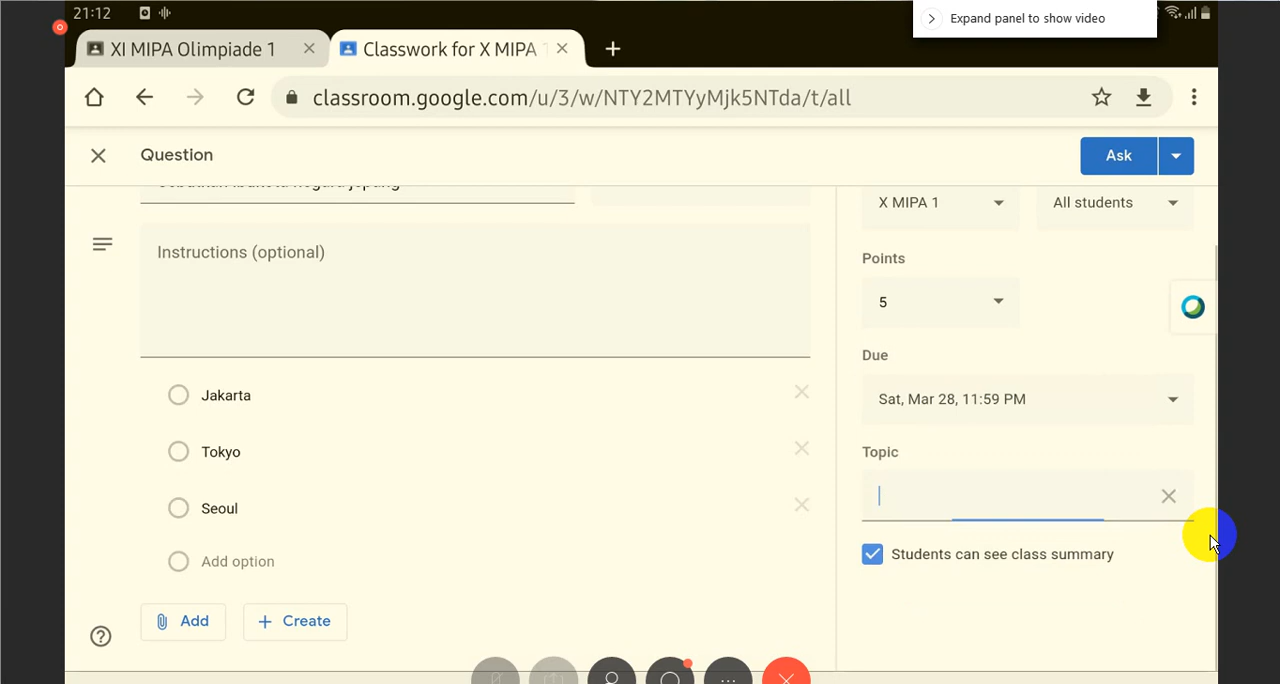 21:12
Expand panel to show video
XI MIPA Olimpiade 1
Classwork for X MIPA
classroom.google.com/u/3/w/NTY2MTYyMjk5NTda/t/all
Question
Ask
X MIPA 1
All students
Instructions (optional)
Points
5
Due
Sat, Mar 28, 11:59 PM
Jakarta
Tokyo
Topic
Seoul
Students can see class summary
Add option
Add
Create